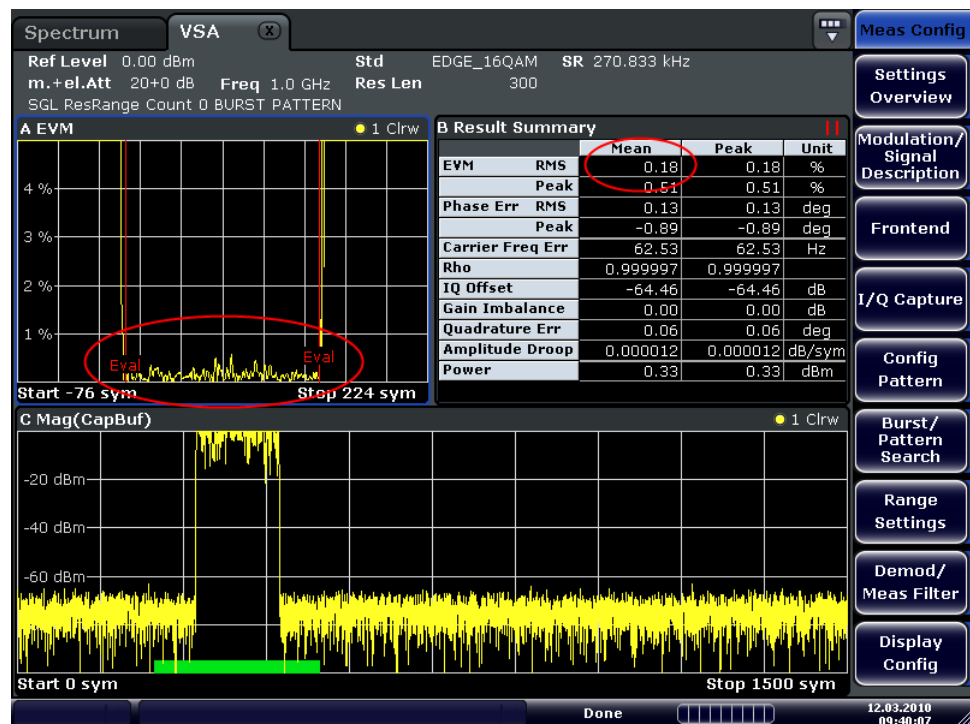 Spectrum VSA X
Meas Config
Ref Level 0.00 dBm Std EDGE_16QAM SR 270.833 kHz
m.+el.Att 20+0 dB Freq 1.0 GHz Res Len 300
SGL ResRange Count 0 BURST PATTERN
A EVM 1 Clrw
4 %
3 %
2 %
1 %
Eval Eval
Start -76 sym Stop 224 sym
B Result Summary
Mean Peak Unit
EVM RMS 0.18 0.18 %
Peak 0.51 0.51 %
Phase Err RMS 0.13 0.13 deg
Peak -0.89 -0.89 deg
Carrier Freq Err 62.53 62.53 Hz
Rho 0.999997 0.999997
IQ Offset -64.46 -64.46 dB
Gain Imbalance 0.00 0.00 dB
Quadrature Err 0.06 0.06 deg
Amplitude Droop 0.000012 0.000012 dB/sym
Power 0.33 0.33 dBm
C Mag(CapBuf) 1 Clrw
-20 dBm
-40 dBm
-60 dBm
Start 0 sym Stop 1500 sym
Settings
Overview
Modulation/
Signal
Description
Frontend
I/Q Capture
Config
Pattern
Burst/
Pattern
Search
Range
Settings
Demod/
Meas Filter
Display
Config
Done
12.03.2010
09:40:07